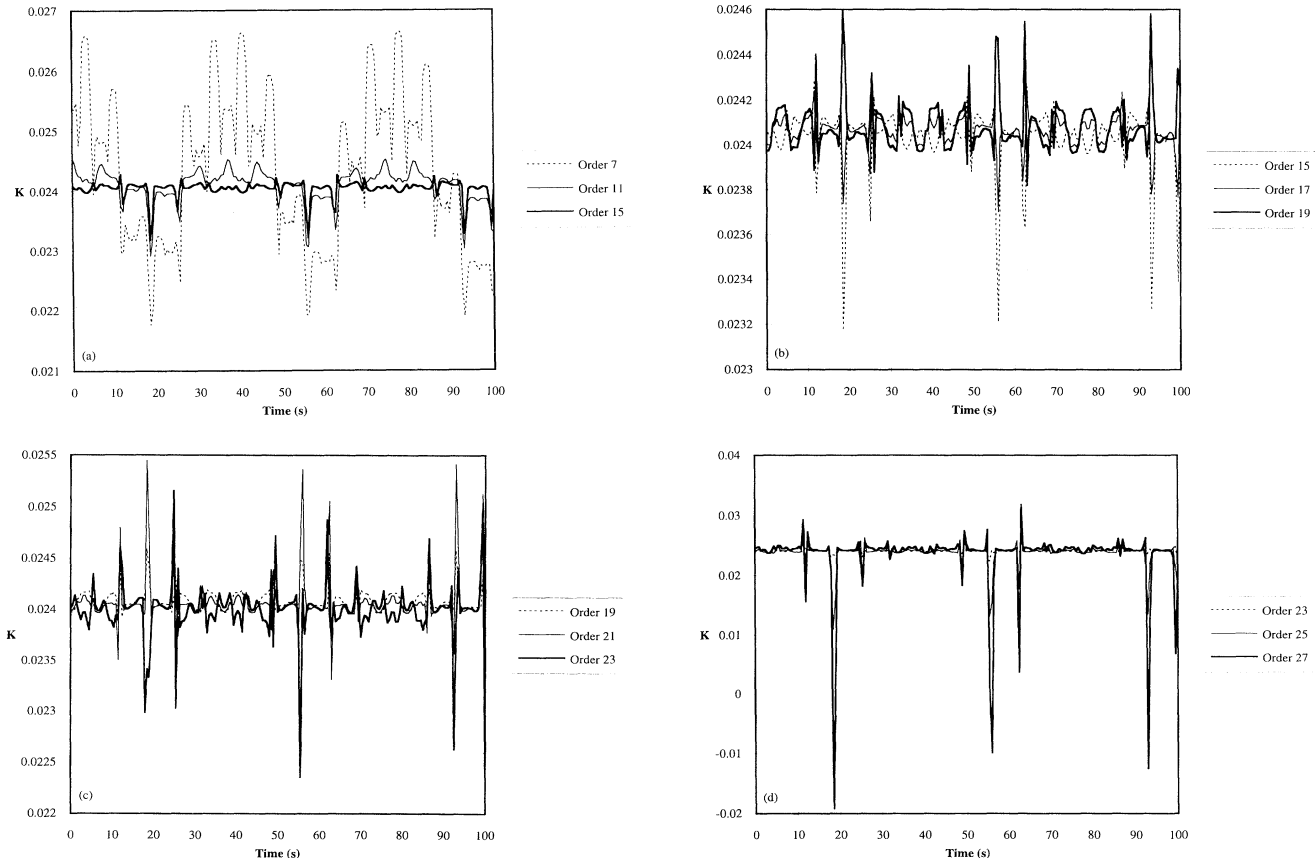 0.027
0.026
0.025
0.024
0.023
0.022
0.021
K
(a)
0 10 20 30 40 50 60 70 80 90 100
Time (s)
Order 7
Order 11
Order 15
0.0246
0.0244
0.0242
0.024
0.0238
0.0236
0.0234
0.0232
0.023
K
(b)
0 10 20 30 40 50 60 70 80 90 100
Time (s)
Order 15
Order 17
Order 19
0.0255
0.025
0.0245
0.024
0.0235
0.023
0.0225
0.022
K
(c)
0 10 20 30 40 50 60 70 80 90 100
Time (s)
Order 19
Order 21
Order 23
0.04
0.03
0.02
0.01
0
-0.01
-0.02
K
(d)
0 10 20 30 40 50 60 70 80 90 100
Time (s)
Order 23
Order 25
Order 27